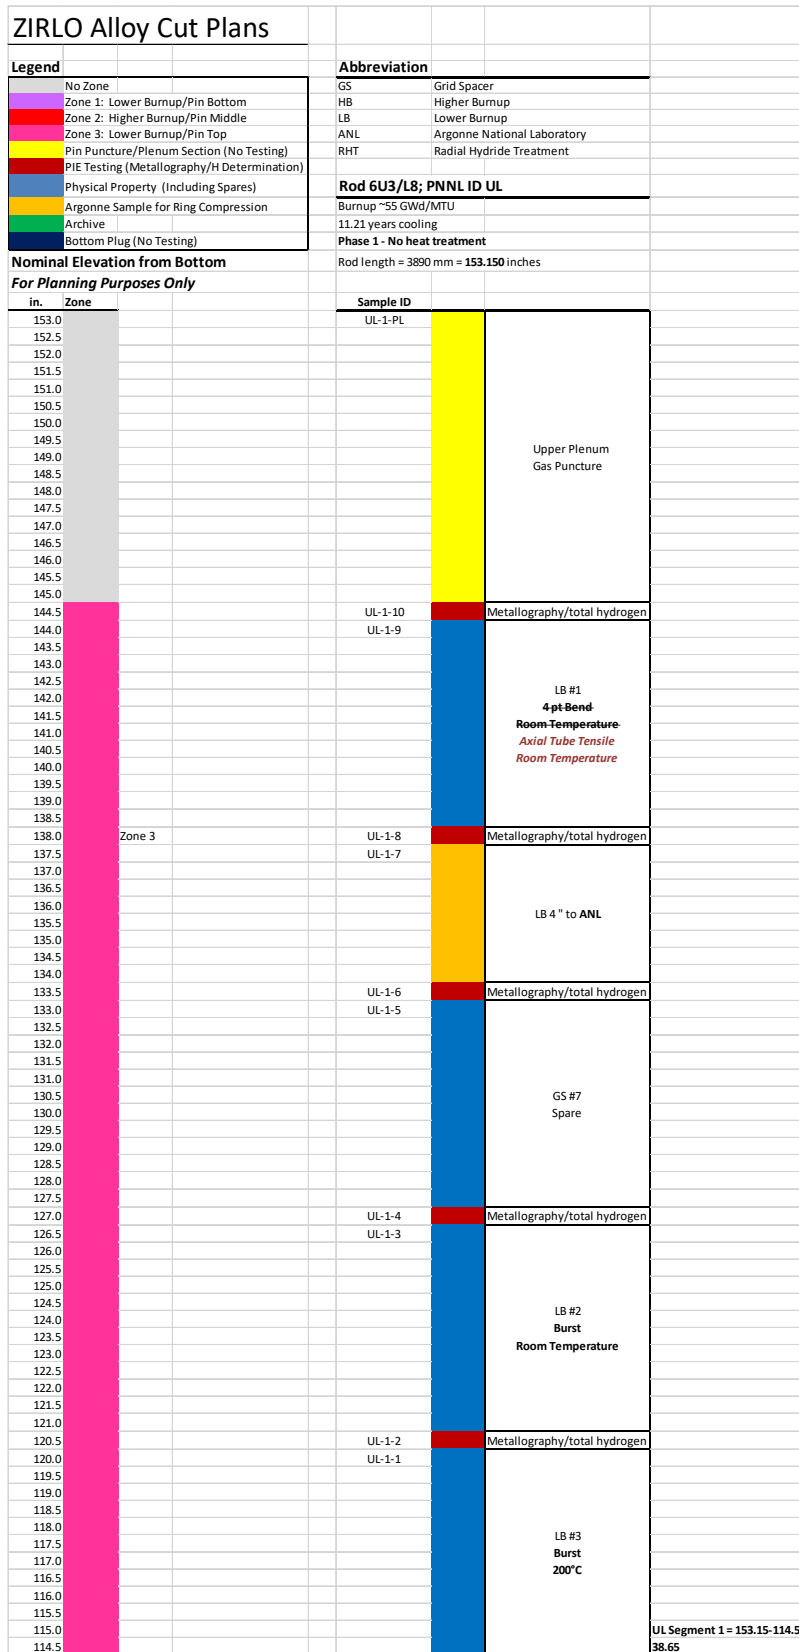 ZIRLO Alloy Cut Plans
Legend
Abbreviation
No Zone
GS Grid Spacer
Zone 1: Lower Burnup/Pin Bottom
HB Higher Burnup
Zone 2: Higher Burnup/Pin Middle
LB Lower Burnup
Zone 3: Lower Burnup/Pin Top
ANL Argonne National Laboratory
Pin Puncture/Plenum Section (No Testing)
RHT Radial Hydride Treatment
PIE Testing (Metallography/H Determination)
Physical Property (Including Spares)
Rod 6U3/L8; PNNL ID UL
Argonne Sample for Ring Compression
Burnup ~55 GWd/MTU
Archive
11.21 years cooling
Bottom Plug (No Testing)
Phase 1 - No heat treatment
Nominal Elevation from Bottom
Rod length = 3890 mm = 153.150 inches
For Planning Purposes Only
in. Zone Sample ID
153.0 UL-1-PL
152.5
152.0
151.5
151.0
150.5
150.0
149.5
149.0 Upper Plenum
148.5 Gas Puncture
148.0
147.5
147.0
146.5
146.0
145.5
145.0
144.5 UL-1-10 Metallography/total hydrogen
144.0 UL-1-9
143.5
143.0
142.5
142.0 LB #1
141.5 4 pt Bend
141.0 Room Temperature
140.5 Axial Tube Tensile
140.0 Room Temperature
139.5
139.0
138.5
138.0 Zone 3 UL-1-8 Metallography/total hydrogen
137.5 UL-1-7
137.0
136.5
136.0 LB 4 " to ANL
135.5
135.0
134.5
134.0
133.5 UL-1-6 Metallography/total hydrogen
133.0 UL-1-5
132.5
132.0
131.5
131.0
130.5 GS #7
130.0 Spare
129.5
129.0
128.5
128.0
127.5
127.0 UL-1-4 Metallography/total hydrogen
126.5 UL-1-3
126.0
125.5
125.0
124.5 LB #2
124.0 Burst
123.5 Room Temperature
123.0
122.5
122.0
121.5
121.0
120.5 UL-1-2 Metallography/total hydrogen
120.0 UL-1-1
119.5
119.0
118.5
118.0 LB #3
117.5 Burst
117.0 200°C
116.5
116.0
115.5
115.0 UL Segment 1 = 153.15-114.5
114.5 38.65